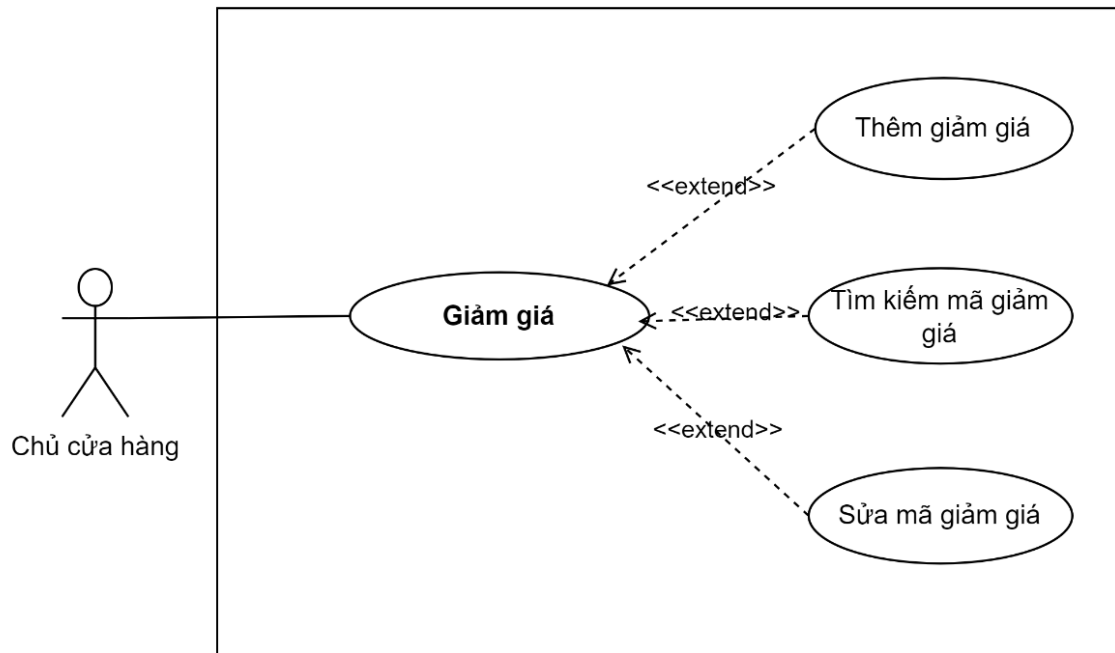 Thêm giảm giá
<<extend>>
Giảm giá
<<extend>>
Tìm kiếm mã giảm
giá
Chủ cửa hàng
<<extend>>
Sửa mã giảm giá